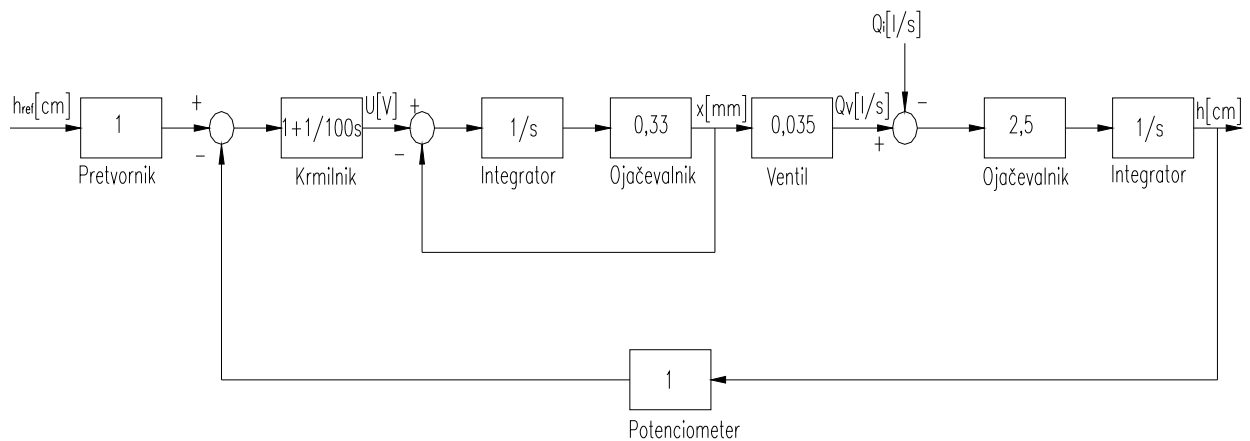 Qi[l/s]
href[cm]
1
Pretvornik
+
−
1+1/100s
Krmilnik
U[V]
+
−
1/s
Integrator
0,33
Ojačevalnik
x[mm]
0,035
Ventil
Qv[l/s]
−
+
2,5
Ojačevalnik
1/s
Integrator
h[cm]
1
Potenciometer